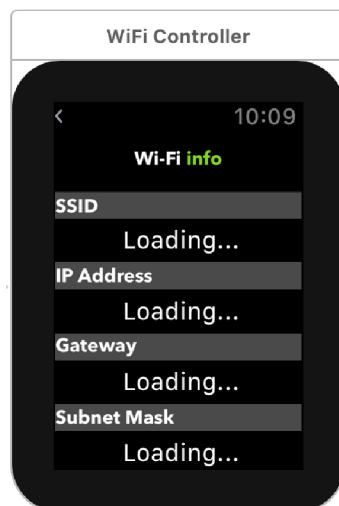 WiFi Controller
< 10:09
Wi-Fi info
SSID
Loading...
IP Address
Loading...
Gateway
Loading...
Subnet Mask
Loading...